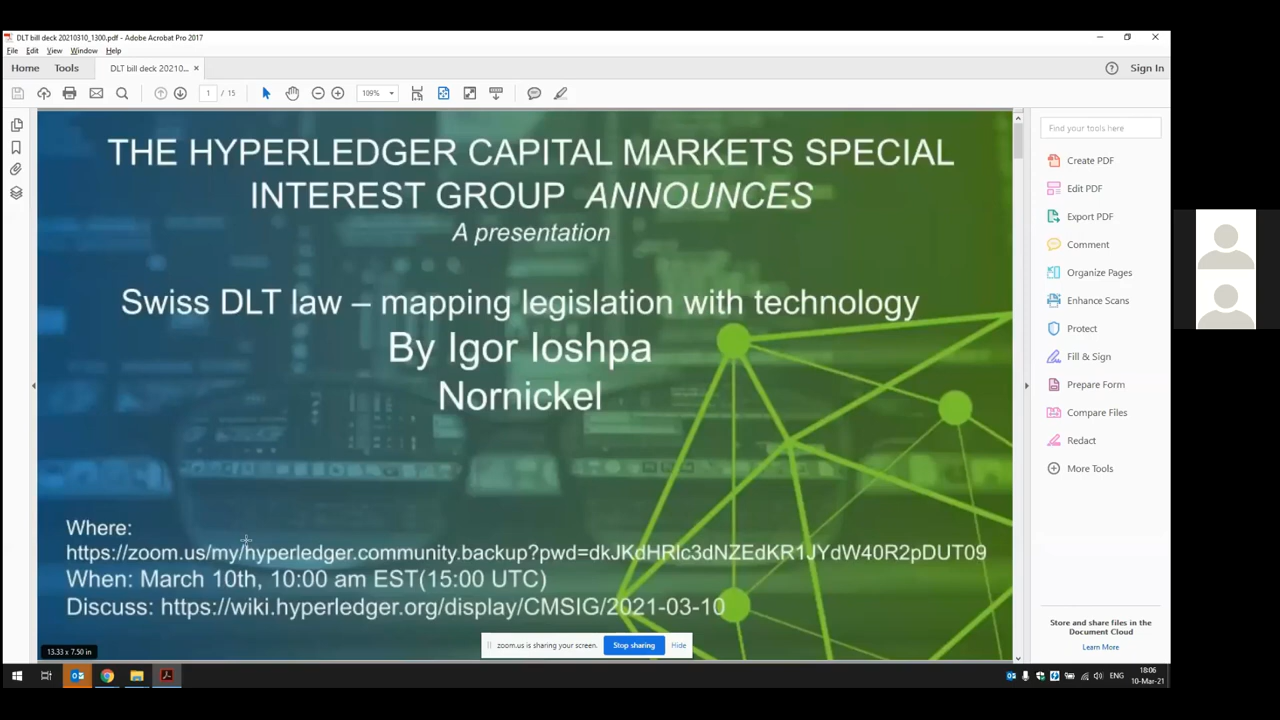 DLT bill deck 20210310_1300.pdf - Adobe Acrobat Pro 2017
File Edit View Window Help
Home Tools DLT bill deck 20210... × Sign In
1 / 15 109%
THE HYPERLEDGER CAPITAL MARKETS SPECIAL
INTEREST GROUP ANNOUNCES
A presentation
Swiss DLT law – mapping legislation with technology
By Igor Ioshpa
Nornickel
Where:
https://zoom.us/my/hyperledger.community.backup?pwd=dkJKdHRlc3dNZEdKR1JYdW40R2pDUT09
When: March 10th, 10:00 am EST(15:00 UTC)
Discuss: https://wiki.hyperledger.org/display/CMSIG/2021-03-10
zoom.us is sharing your screen. Stop sharing Hide
13.33 x 7.50 in
Find your tools here
Create PDF
Edit PDF
Export PDF
Comment
Organize Pages
Enhance Scans
Protect
Fill & Sign
Prepare Form
Compare Files
Redact
More Tools
Store and share files in the
Document Cloud
Learn More
ENG
18:06
10-Mar-21